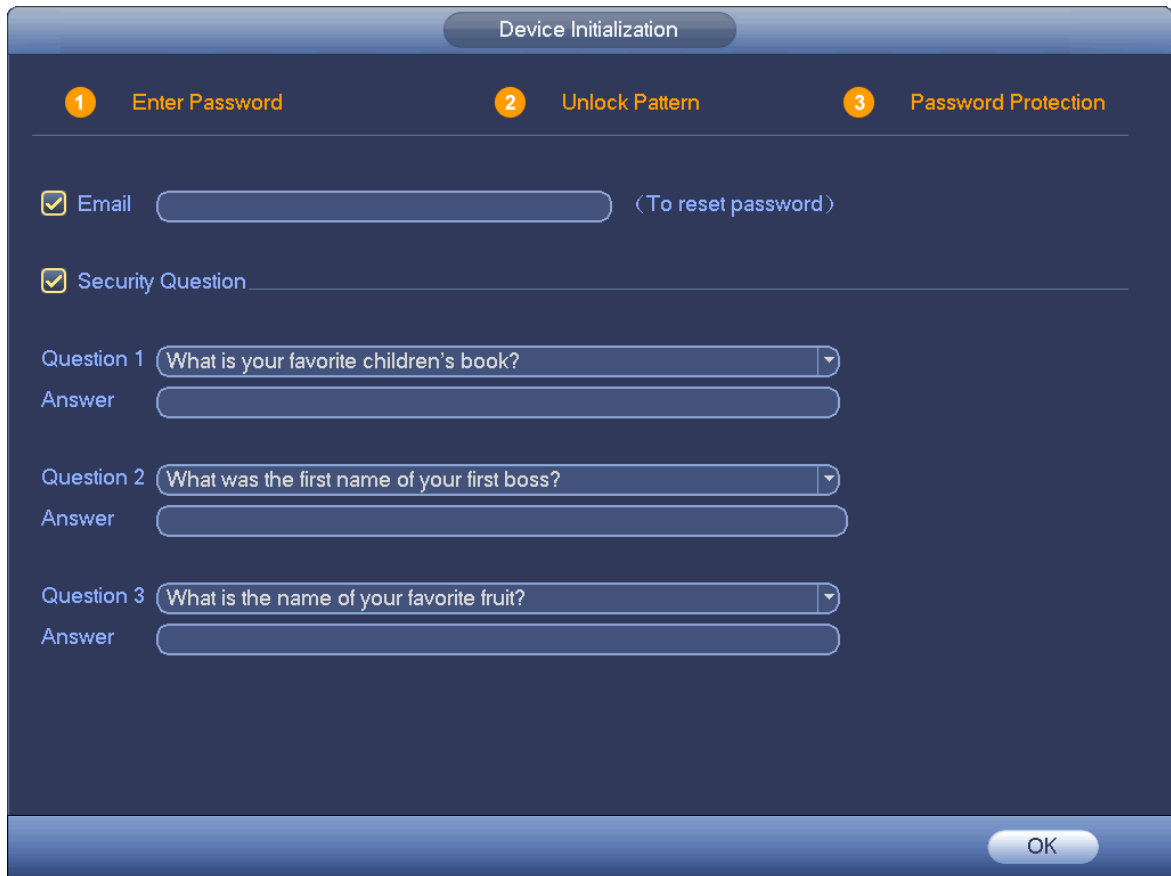 Device Initialization
1 Enter Password 2 Unlock Pattern 3 Password Protection
Email （To reset password）
Security Question
Question 1 What is your favorite children's book?
Answer
Question 2 What was the first name of your first boss?
Answer
Question 3 What is the name of your favorite fruit?
Answer
OK